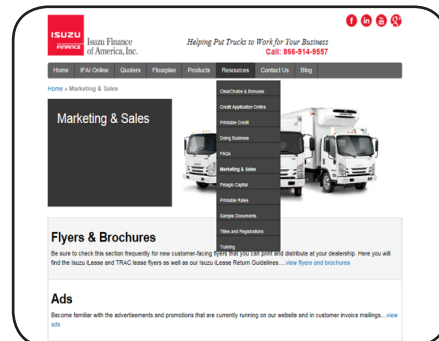 ISUZU
FINANCE
Isuzu Finance
of America, Inc.
Helping Put Trucks to Work for Your Business
Call: 866-914-9557
Home IFAI Online Quoters Floorplan Products Resources Contact Us Blog
Home » Marketing & Sales
Marketing & Sales
ClearChoice & Bonuses
Credit Application Online
Printable Credit
Doing Business
FAQs
Marketing & Sales
Pelagic Capital
Printable Rates
Sample Documents
Titles and Registrations
Training
Flyers & Brochures
Be sure to check this section frequently for new customer-facing flyers that you can print and distribute at your dealership. Here you will
find the Isuzu iLease and TRAC lease flyers as well as our Isuzu iLease Return Guidelines....view flyers and brochures
Ads
Become familiar with the advertisements and promotions that are currently running on our website and in customer invoice mailings...view
ads